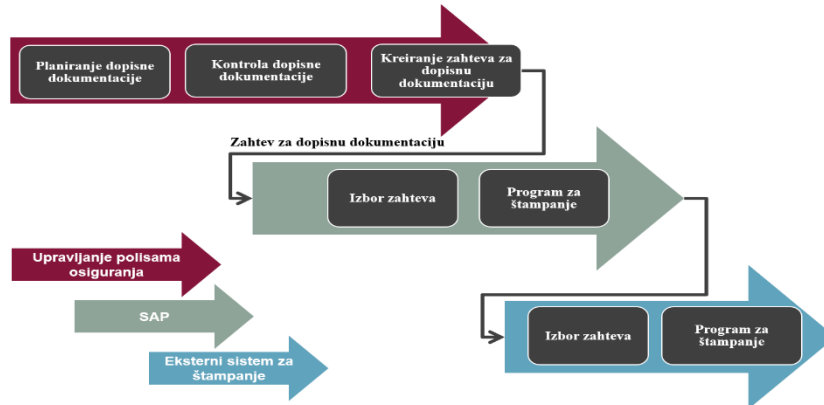 Planiranje dopisne
dokumentacije
Kontrola dopisne
dokumentacije
Kreiranje zahteva za
dopisnu
dokumentaciju
Zahtev za dopisnu dokumentaciju
Izbor zahteva
Program za
štampanje
Upravlijanje polisama
osiguranja
SAP
Eksterni sistem za
štampanje
Izbor zahteva
Program za
štampanje